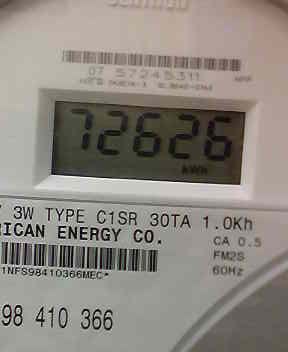 07 57245311
72626
kWh
3W TYPE C1SR 30TA 1.0Kh
RICAN ENERGY CO.
CA 0.5
FM2S
60Hz
1NFS98410366MEC*
98 410 366